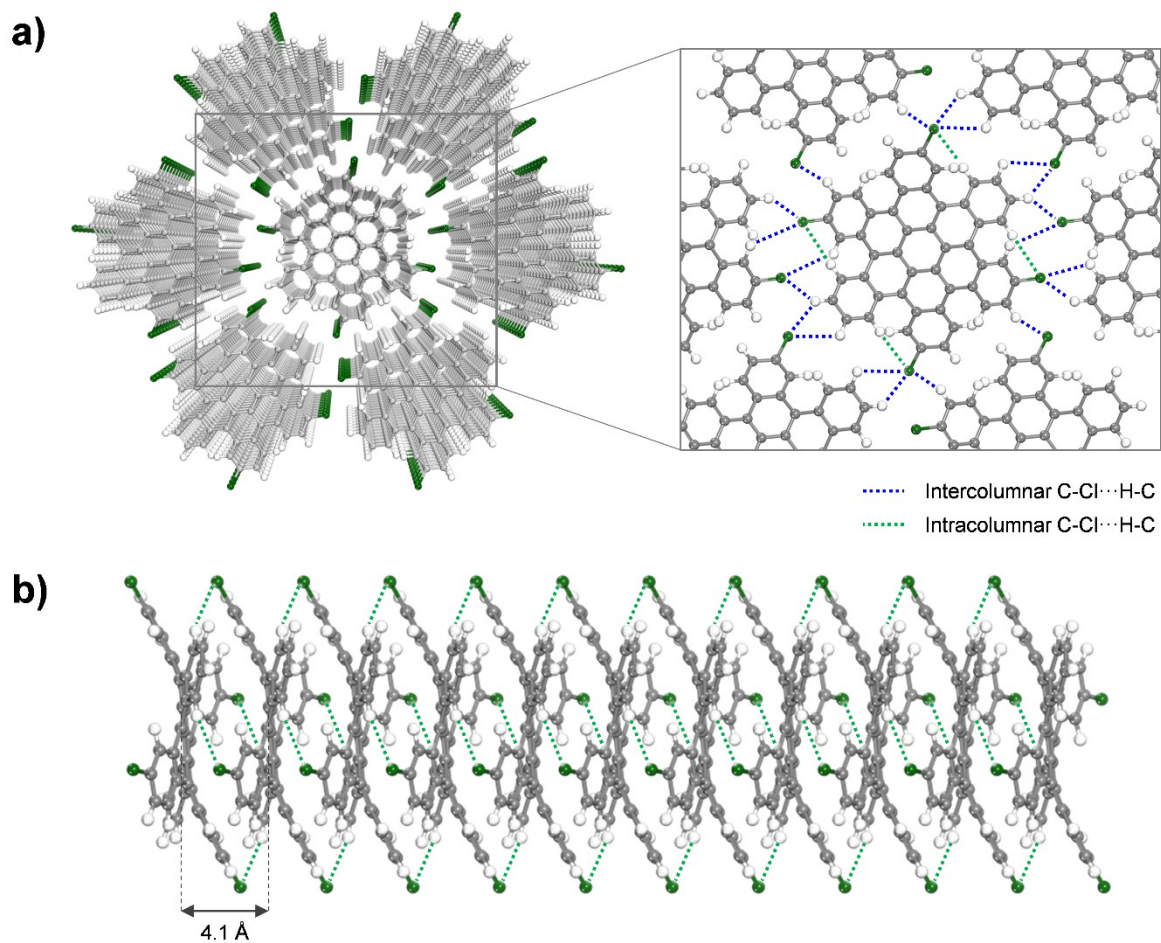 a)
Intercolumnar C-Cl···H-C
Intracolumnar C-Cl···H-C
b)
4.1 Å